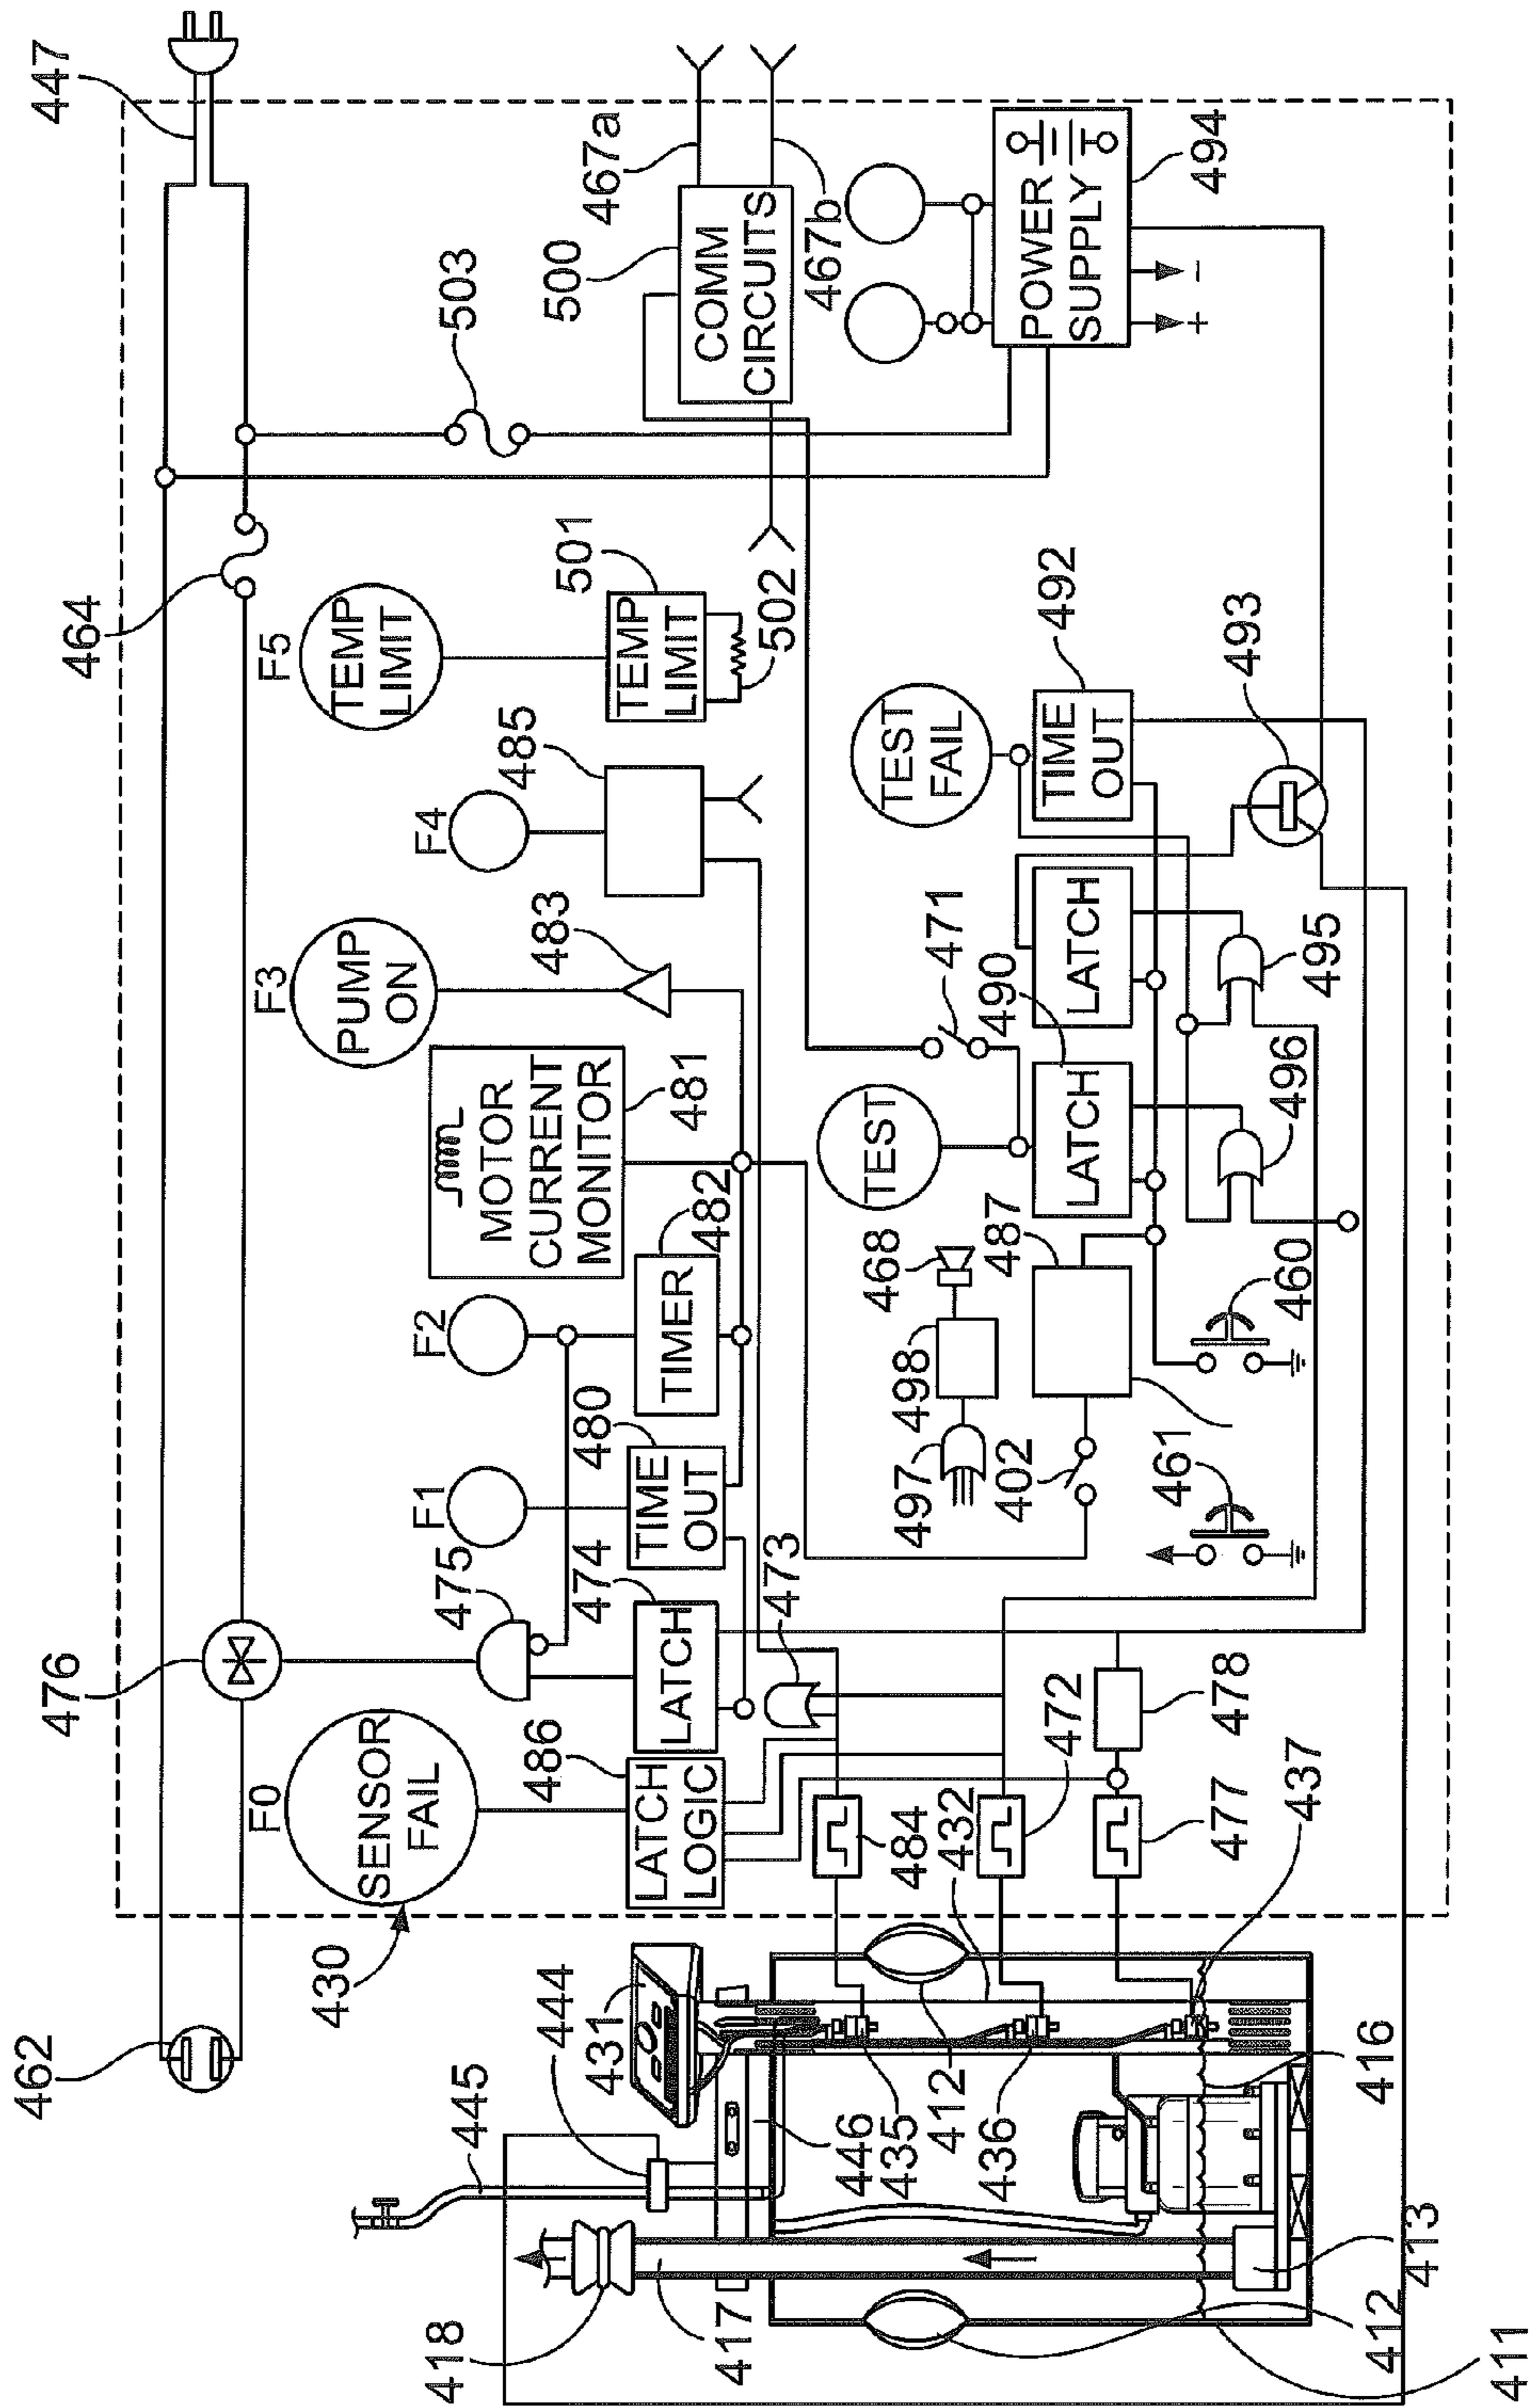 447
464
476
462
467a
500
503
467b
COMM
CIRCUITS
POWER
SUPPLY
+
-
494
F5
TEMP
LIMIT
501
TEMP
LIMIT
502
F4
485
F3
PUMP
ON
483
MOTOR
CURRENT
MONITOR
481
F2
TIMER
482
F1
480
TIME
OUT
475
474
LATCH
F0
SENSOR
FAIL
430
486
LATCH
LOGIC
473
484
432
472
478
477
437
TEST
FAIL
492
TIME
OUT
493
471
490
LATCH
495
TEST
LATCH
496
468
487
498
497
402
460
461
431
444
445
446
435
412
436
416
418
417
413
412
411